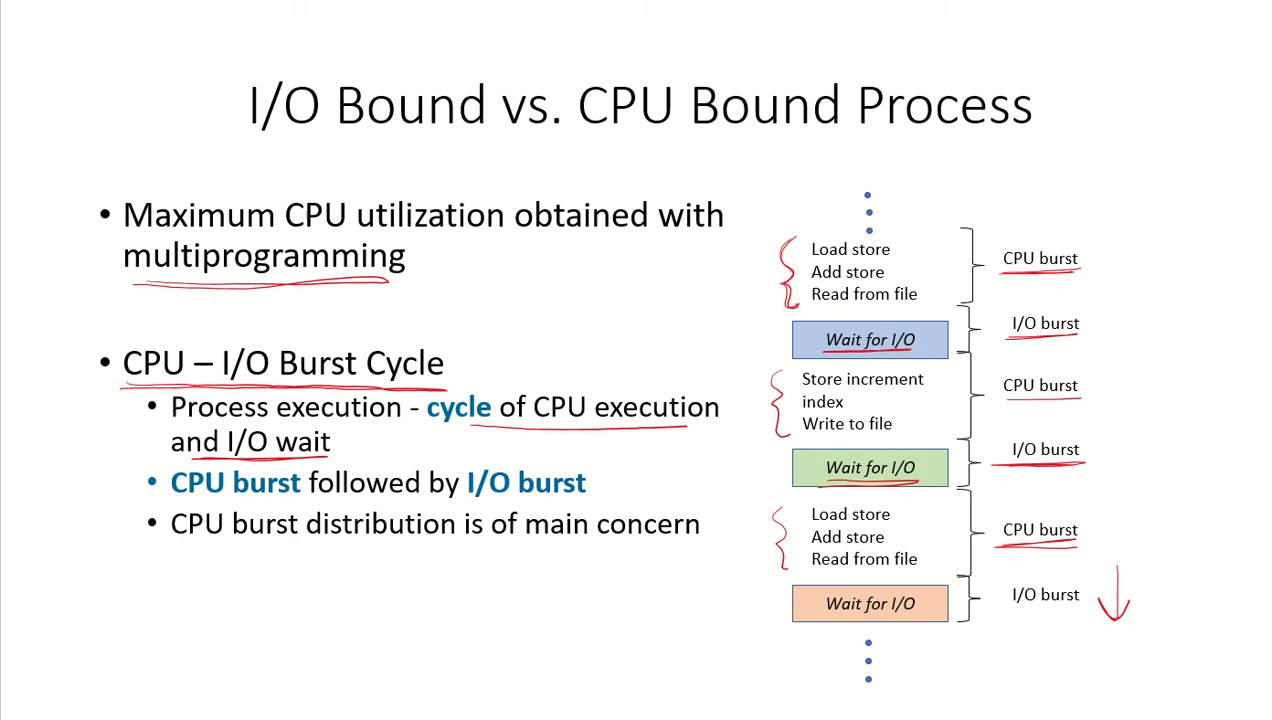 I/O Bound vs. CPU Bound Process
• Maximum CPU utilization obtained with
multiprogramming
• CPU – I/O Burst Cycle
• Process execution - cycle of CPU execution
and I/O wait
• CPU burst followed by I/O burst
• CPU burst distribution is of main concern
Load store
Add store
Read from file
CPU burst
Wait for I/O
I/O burst
Store increment
index
Write to file
CPU burst
Wait for I/O
I/O burst
Load store
Add store
Read from file
CPU burst
Wait for I/O
I/O burst